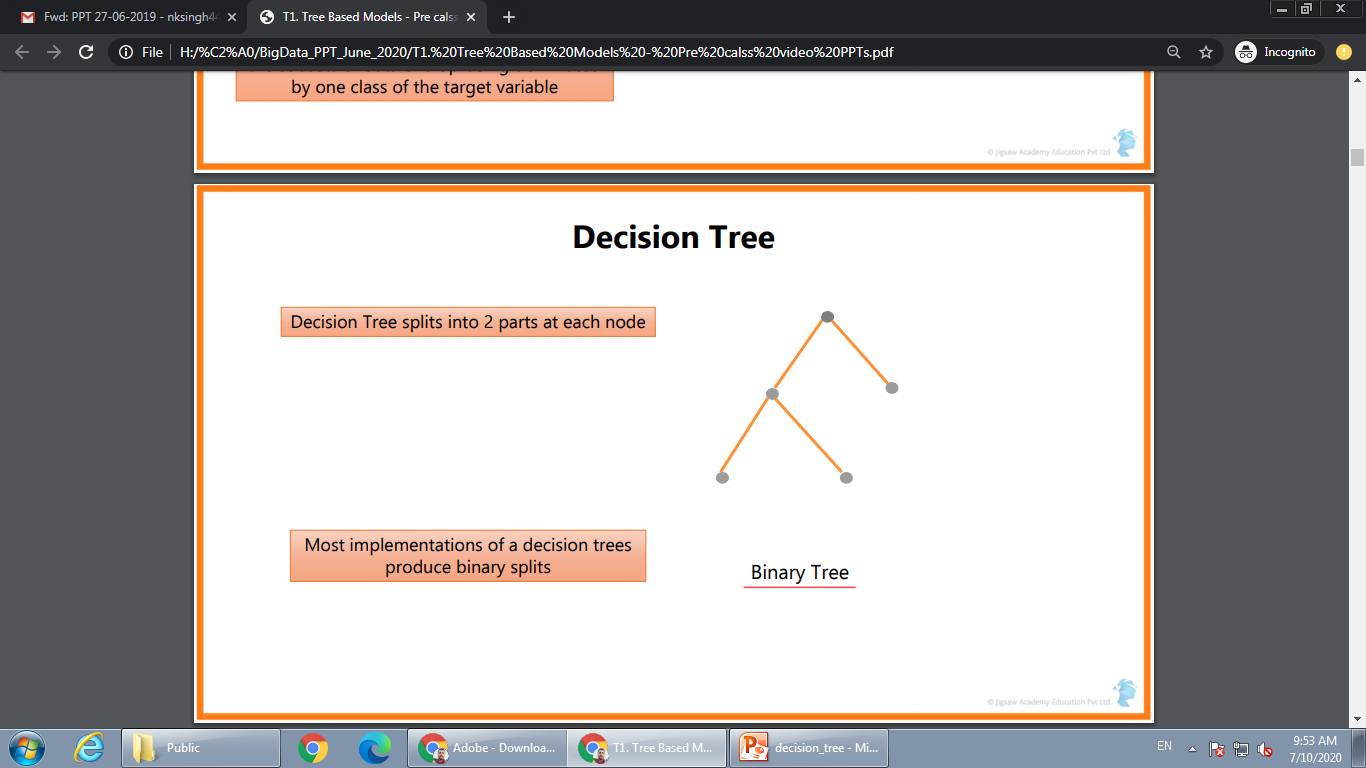 Fwd: PPT 27-06-2019 - nksingh4
T1. Tree Based Models - Pre calss
File
H:/%C2%A0/BigData_PPT_June_2020/T1.%20Tree%20Based%20Models%20-%20Pre%20calss%20video%20PPTs.pdf
Incognito
by one class of the target variable
© Jigsaw Academy Education Pvt Ltd
Decision Tree
Decision Tree splits into 2 parts at each node
Most implementations of a decision trees
produce binary splits
Binary Tree
© Jigsaw Academy Education Pvt Ltd
Public
Adobe - Downloa...
T1. Tree Based M...
decision_tree - Mi...
EN
9:53 AM
7/10/2020